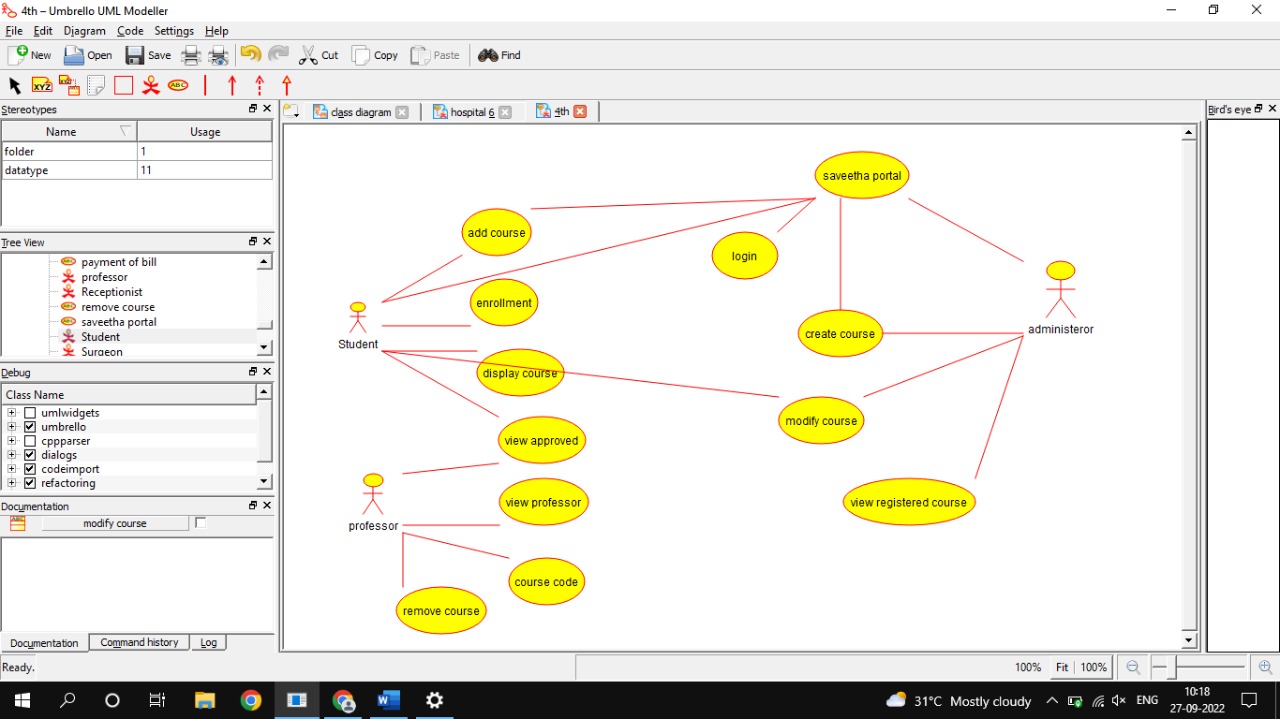 4th – Umbrello UML Modeller
File Edit Diagram Code Settings Help
New Open Save Cut Copy Paste Find
XYZ XYZ ABC
Stereotypes
Name Usage
folder 1
datatype 11
Tree View
payment of bill
professor
Receptionist
remove course
saveetha portal
Student
Surgeon
Debug
Class Name
umlwidgets
umbrello
cppparser
dialogs
codeimport
refactoring
Documentation
modify course
Documentation Command history Log
class diagram hospital 6 4th
saveetha portal
add course
login
enrollment
Student
create course
administeror
display course
modify course
view approved
view professor
view registered course
professor
course code
remove course
Bird's eye
Ready.
100% Fit 100%
31°C Mostly cloudy
ENG
10:18
27-09-2022